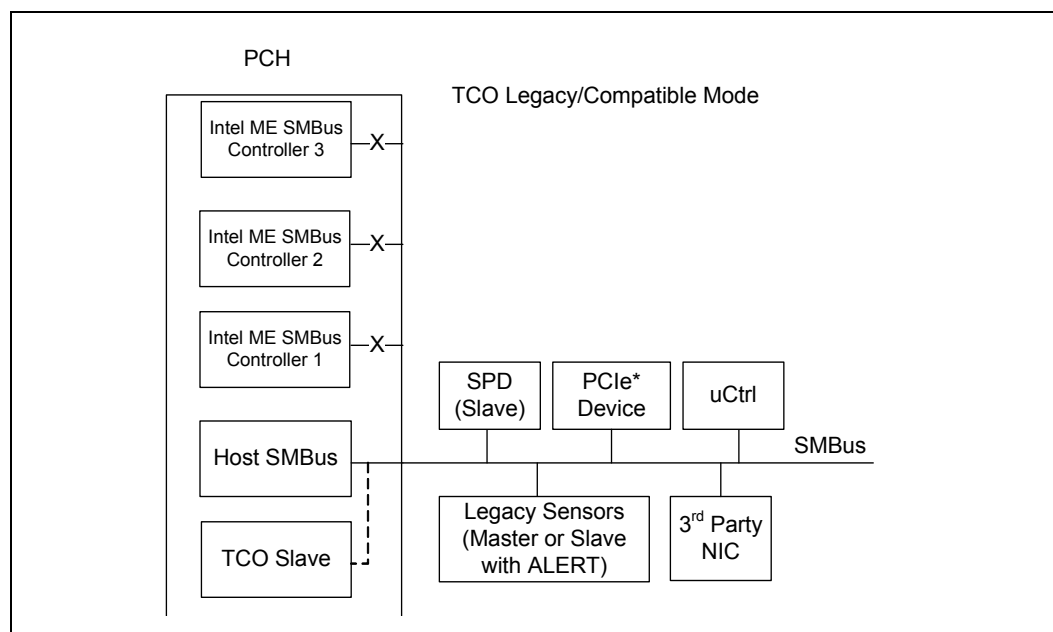 PCH
TCO Legacy/Compatible Mode
Intel ME SMBus
Controller 3
X
Intel ME SMBus
Controller 2
X
Intel ME SMBus
Controller 1
X
SPD
(Slave)
PCIe*
Device
uCtrl
Host SMBus
SMBus
Legacy Sensors
(Master or Slave
with ALERT)
3rd Party
NIC
TCO Slave